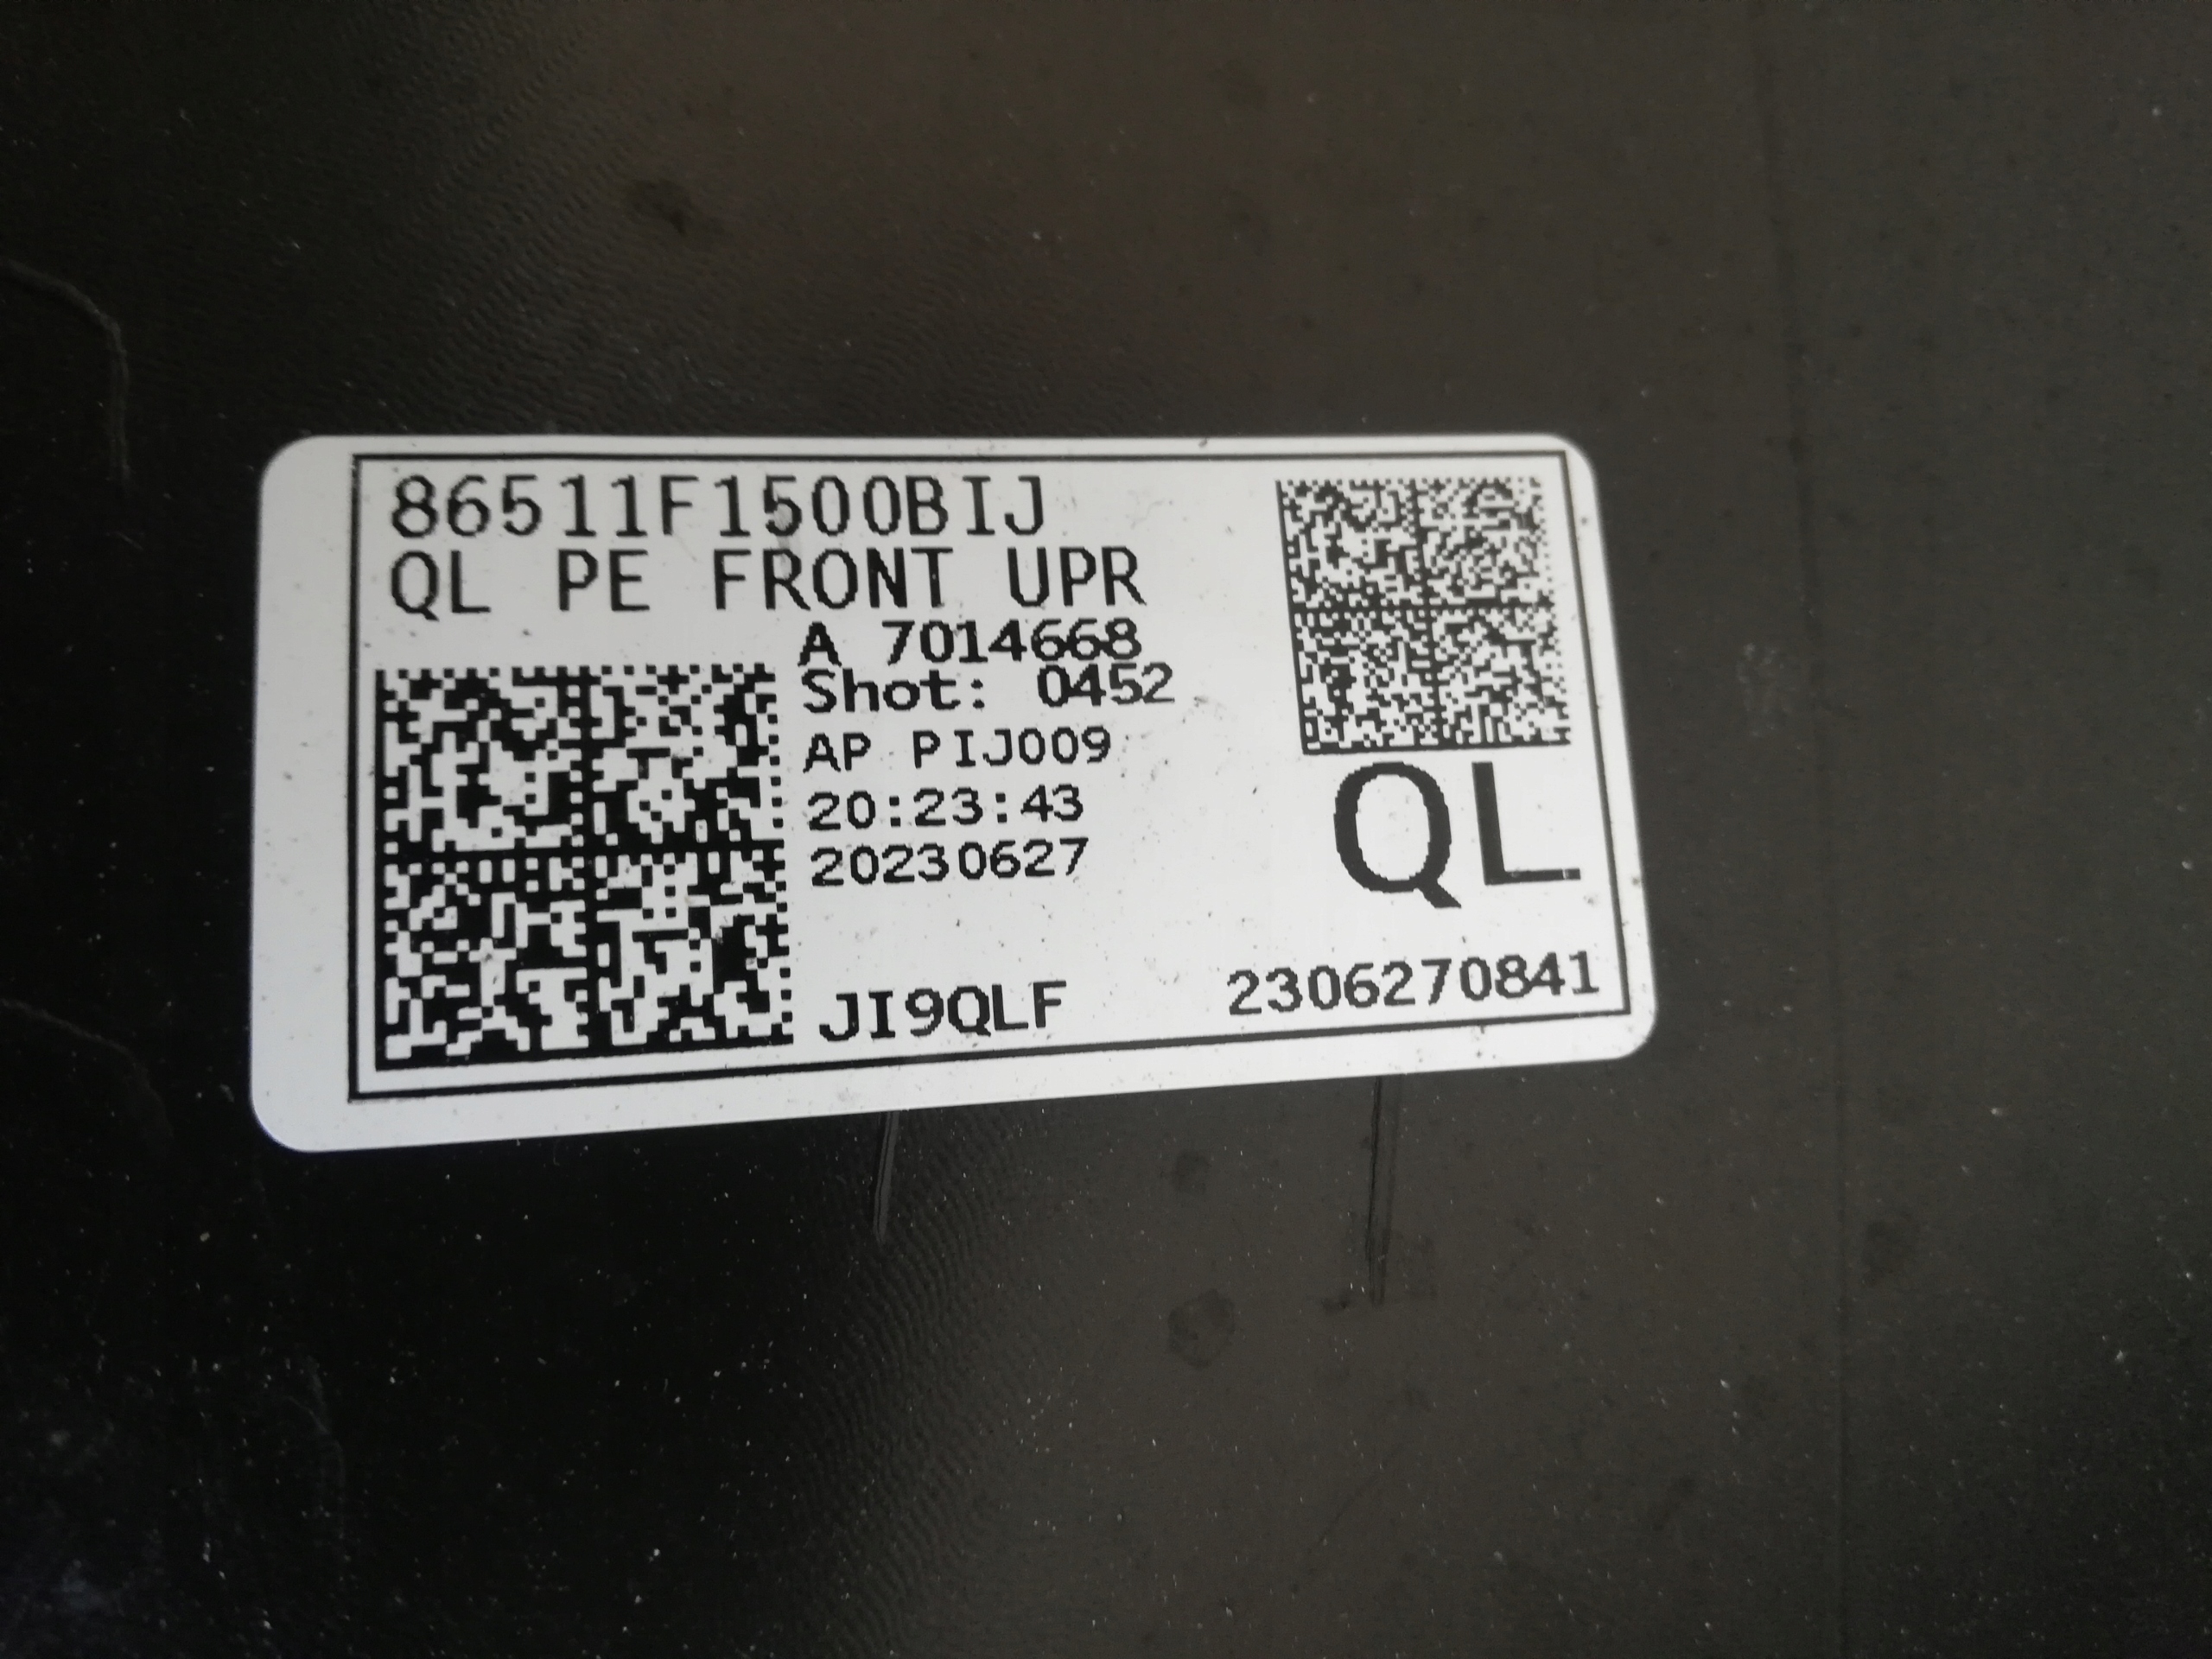 86511F1500BIJ
QL PE FRONT UPR
A 7014668
Shot: 0452
AP PIJ009
20:23:43
20230627
JI9QLF
QL
2306270841